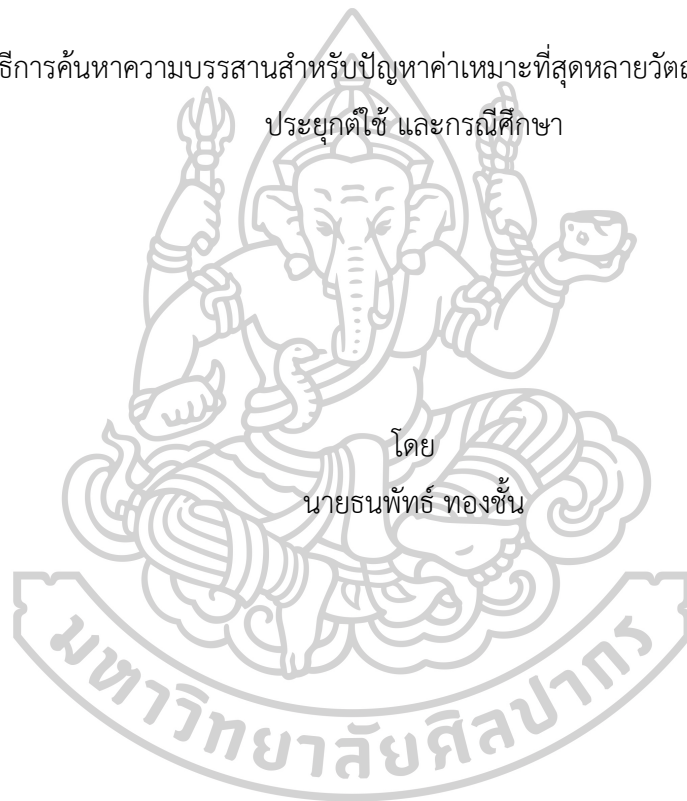 ธีการค้นหาความบรรสานสำหรับปัญหาค่าเหมาะที่สุดหลายวัตถ
ประยุกต์ใช้ และกรณีศึกษา
โดย
นายธนพัทธ์ ทองชั้น
มหาวิทยาลัยศิลปากร